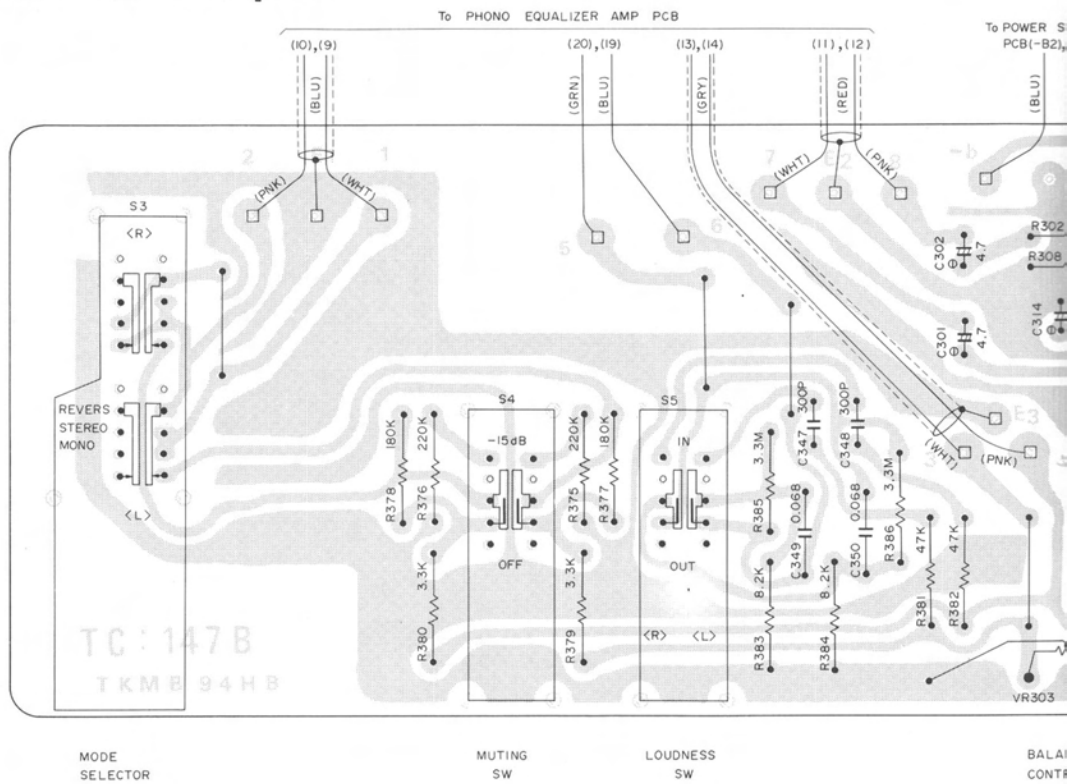 To PHONO EQUALIZER AMP PCB
To POWER S
PCB(-B2),
(10),(9)
(20),(19)
(13),(14)
(11),(12)
(BLU)
(GRN)
(BLU)
(GRY)
(RED)
(BLU)
2
1
7
E2
8
-b
(PNK)
(WHT)
(WHT)
(PNK)
S3
<R>
5
6
C302
4.7
R302
R308
C301
4.7
C314
REVERS
STEREO
MONO
<L>
S4
-15dB
OFF
S5
IN
OUT
<R> <L>
180K
R378
220K
R376
220K
R375
180K
R377
3.3K
R380
3.3K
R379
3.3M
R385
C347 300P
C348 300P
C349 0.068
C350 0.068
3.3M
R386
8.2K
R383
8.2K
R384
47K
R381
47K
R382
E3
3
(WHT)
(PNK)
VR303
TC:147B
TKMB94HB
MODE
SELECTOR
MUTING
SW
LOUDNESS
SW
BALA
CONT